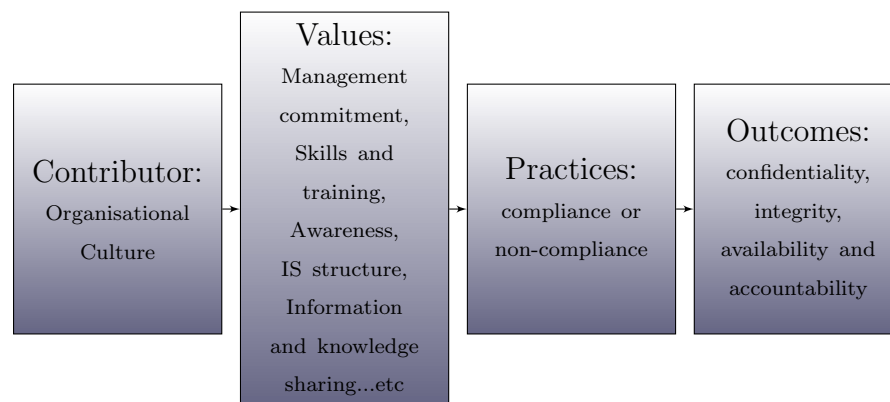 Contributor:
Organisational
Culture
Values:
Management
commitment,
Skills and
training,
Awareness,
IS structure,
Information
and knowledge
sharing...etc
Practices:
compliance or
non-compliance
Outcomes:
confidentiality,
integrity,
availability and
accountability